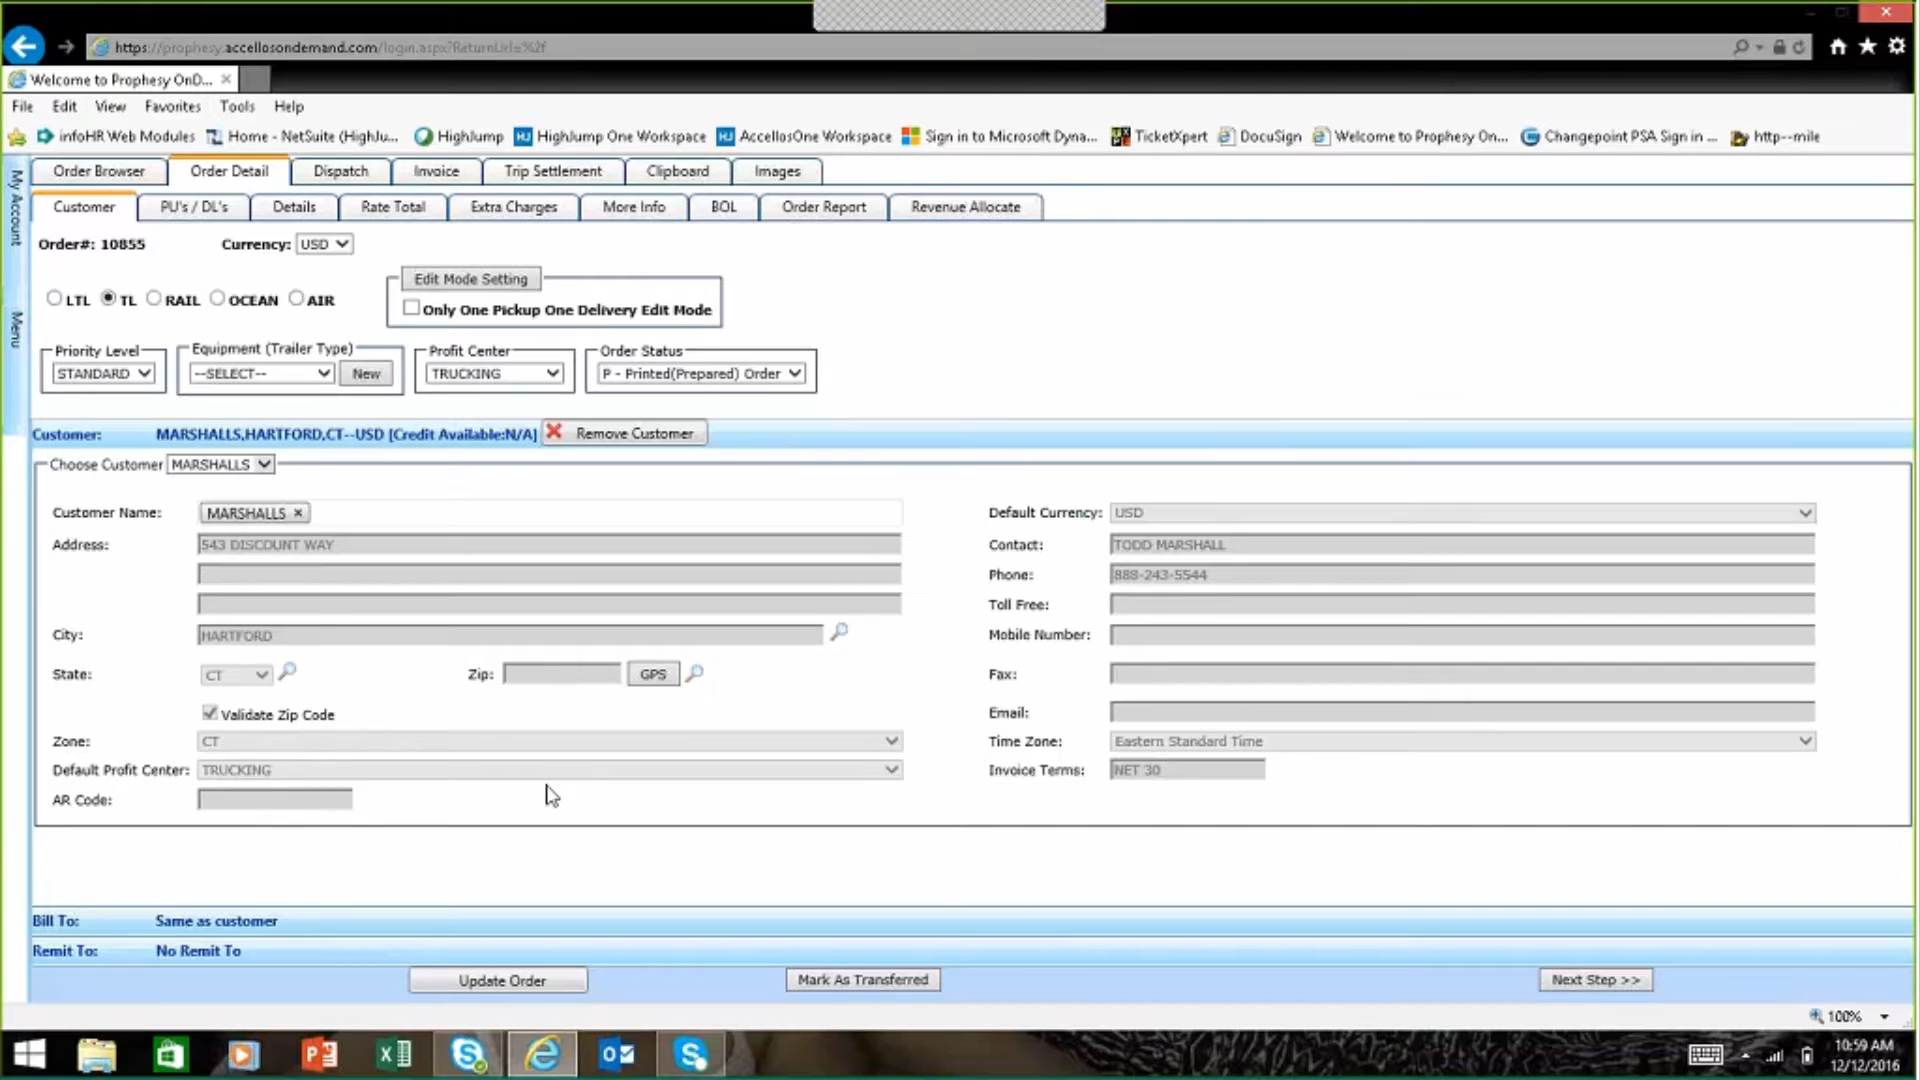 https://prophesy.accellosondemand.com/login.aspx?ReturnUrl=%2f
Welcome to Prophesy OnD...
File Edit View Favorites Tools Help
infoHR Web Modules Home - NetSuite (HighJu... HighJump HighJump One Workspace AccellosOne Workspace Sign in to Microsoft Dyna... TicketXpert DocuSign Welcome to Prophesy On... Changepoint PSA Sign in ... http--mile
My Account
Menu
Order Browser Order Detail Dispatch Invoice Trip Settlement Clipboard Images
Customer PU's / DL's Details Rate Total Extra Charges More Info BOL Order Report Revenue Allocate
Order#: 10855 Currency: USD
Edit Mode Setting
LTL TL RAIL OCEAN AIR
Only One Pickup One Delivery Edit Mode
Priority Level Equipment (Trailer Type) Profit Center Order Status
STANDARD --SELECT-- New TRUCKING P - Printed(Prepared) Order
Customer: MARSHALLS,HARTFORD,CT--USD [Credit Available:N/A] Remove Customer
Choose Customer MARSHALLS
Customer Name: MARSHALLS × Default Currency: USD
Address: 543 DISCOUNT WAY Contact: TODD MARSHALL
Phone: 888-243-5544
Toll Free:
City: HARTFORD Mobile Number:
State: CT Zip: GPS Fax:
Validate Zip Code Email:
Zone: CT Time Zone: Eastern Standard Time
Default Profit Center: TRUCKING Invoice Terms: NET 30
AR Code:
Bill To: Same as customer
Remit To: No Remit To
Update Order Mark As Transferred Next Step >>
100%
10:59 AM
12/12/2016